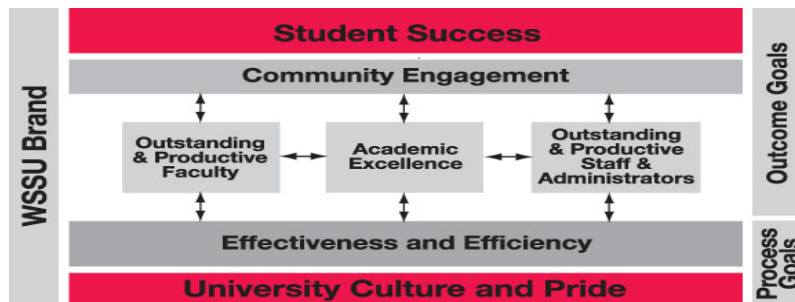 WSSU Brand
Student Success
Community Engagement
Outstanding
& Productive
Faculty
Academic
Excellence
Outstanding
& Productive
Staff &
Administrators
Effectiveness and Efficiency
University Culture and Pride
Outcome Goals
Process
Goals